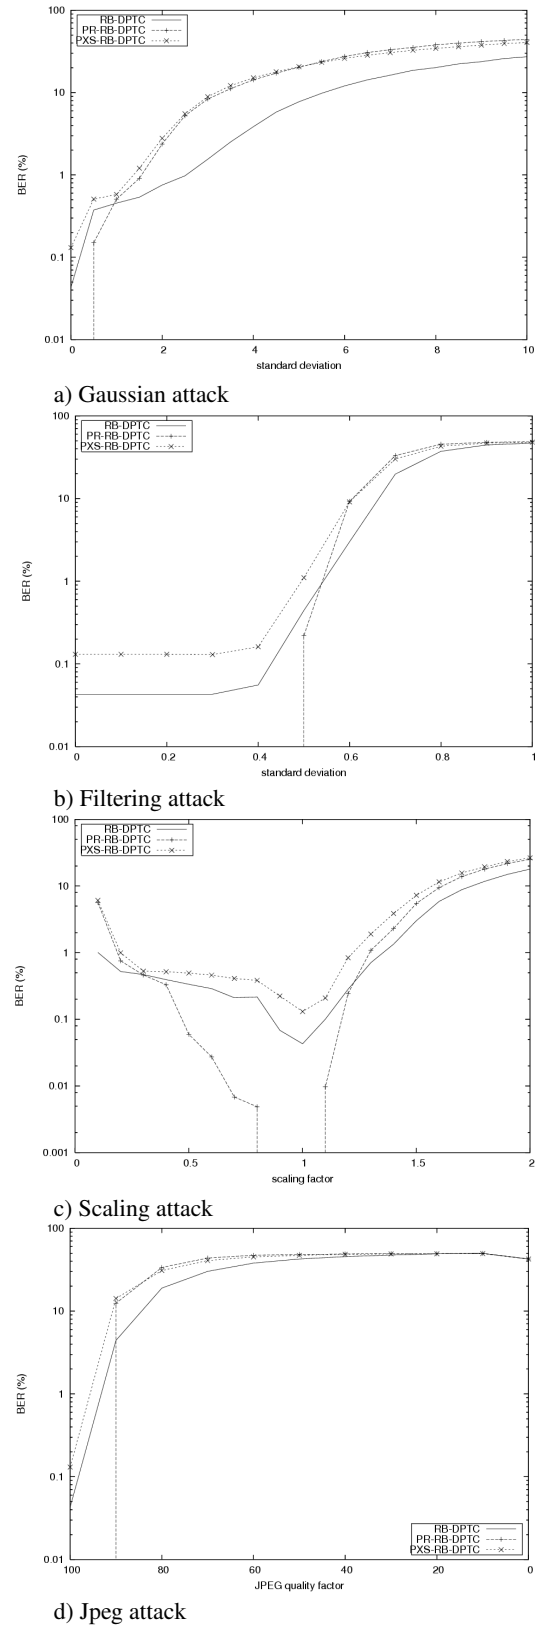 100
10
1
0.1
0.01
BER (%)
RB-DPTC
PR-RB-DPTC
PXS-RB-DPTC
0 2 4 6 8 10
standard deviation
a) Gaussian attack
100
10
1
0.1
0.01
BER (%)
RB-DPTC
PR-RB-DPTC
PXS-RB-DPTC
0 0.2 0.4 0.6 0.8 1
standard deviation
b) Filtering attack
100
10
1
0.1
0.01
0.001
BER (%)
RB-DPTC
PR-RB-DPTC
PXS-RB-DPTC
0 0.5 1 1.5 2
scaling factor
c) Scaling attack
100
10
1
0.1
0.01
BER (%)
RB-DPTC
PR-RB-DPTC
PXS-RB-DPTC
100 80 60 40 20 0
JPEG quality factor
d) Jpeg attack